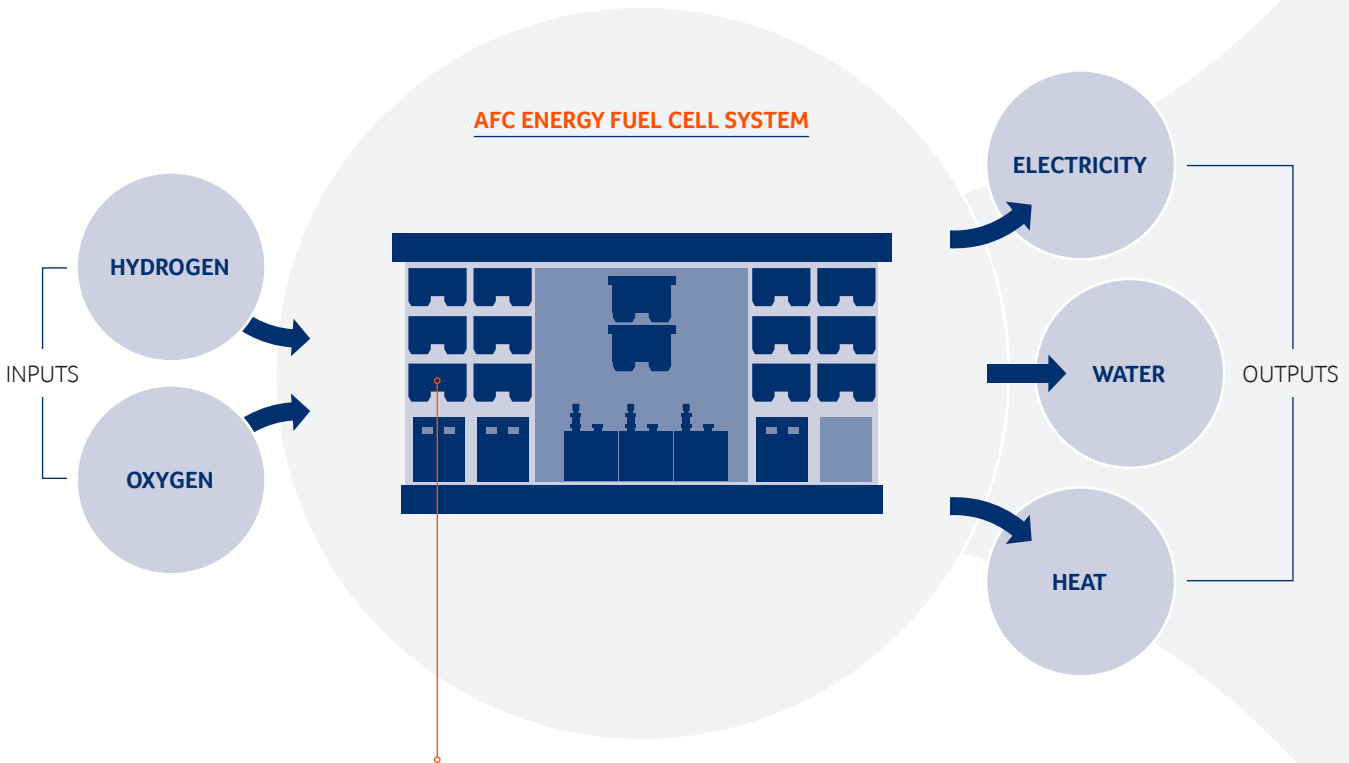 AFC ENERGY FUEL CELL SYSTEM
INPUTS
HYDROGEN
OXYGEN
ELECTRICITY
WATER
HEAT
OUTPUTS